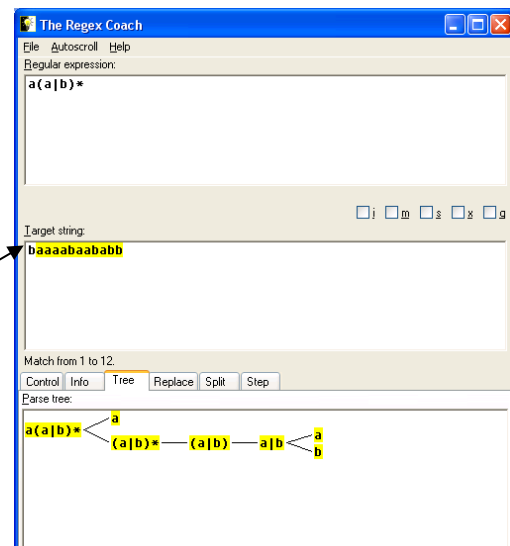 The Regex Coach
File Autoscroll Help
Regular expression:
a(a|b)*
i m s x g
Target string:
baaaabaababb
Match from 1 to 12.
Control Info Tree Replace Split Step
Parse tree:
a
a(a|b)* (a|b)* (a|b) a|b a
b